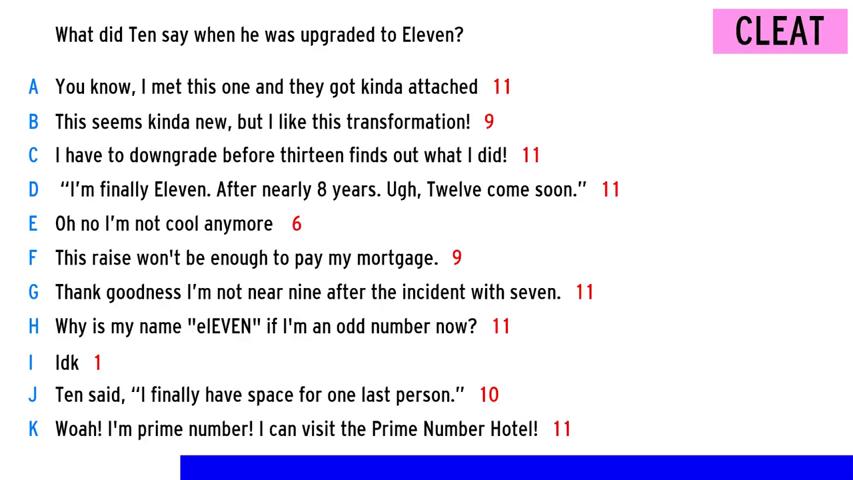 What did Ten say when he was upgraded to Eleven?
CLEAT
A You know, I met this one and they got kinda attached 11
B This seems kinda new, but I like this transformation! 9
C I have to downgrade before thirteen finds out what I did! 11
D “I’m finally Eleven. After nearly 8 years. Ugh, Twelve come soon.” 11
E Oh no I’m not cool anymore 6
F This raise won't be enough to pay my mortgage. 9
G Thank goodness I’m not near nine after the incident with seven. 11
H Why is my name "elEVEN" if I'm an odd number now? 11
I Idk 1
J Ten said, “I finally have space for one last person.” 10
K Woah! I'm prime number! I can visit the Prime Number Hotel! 11